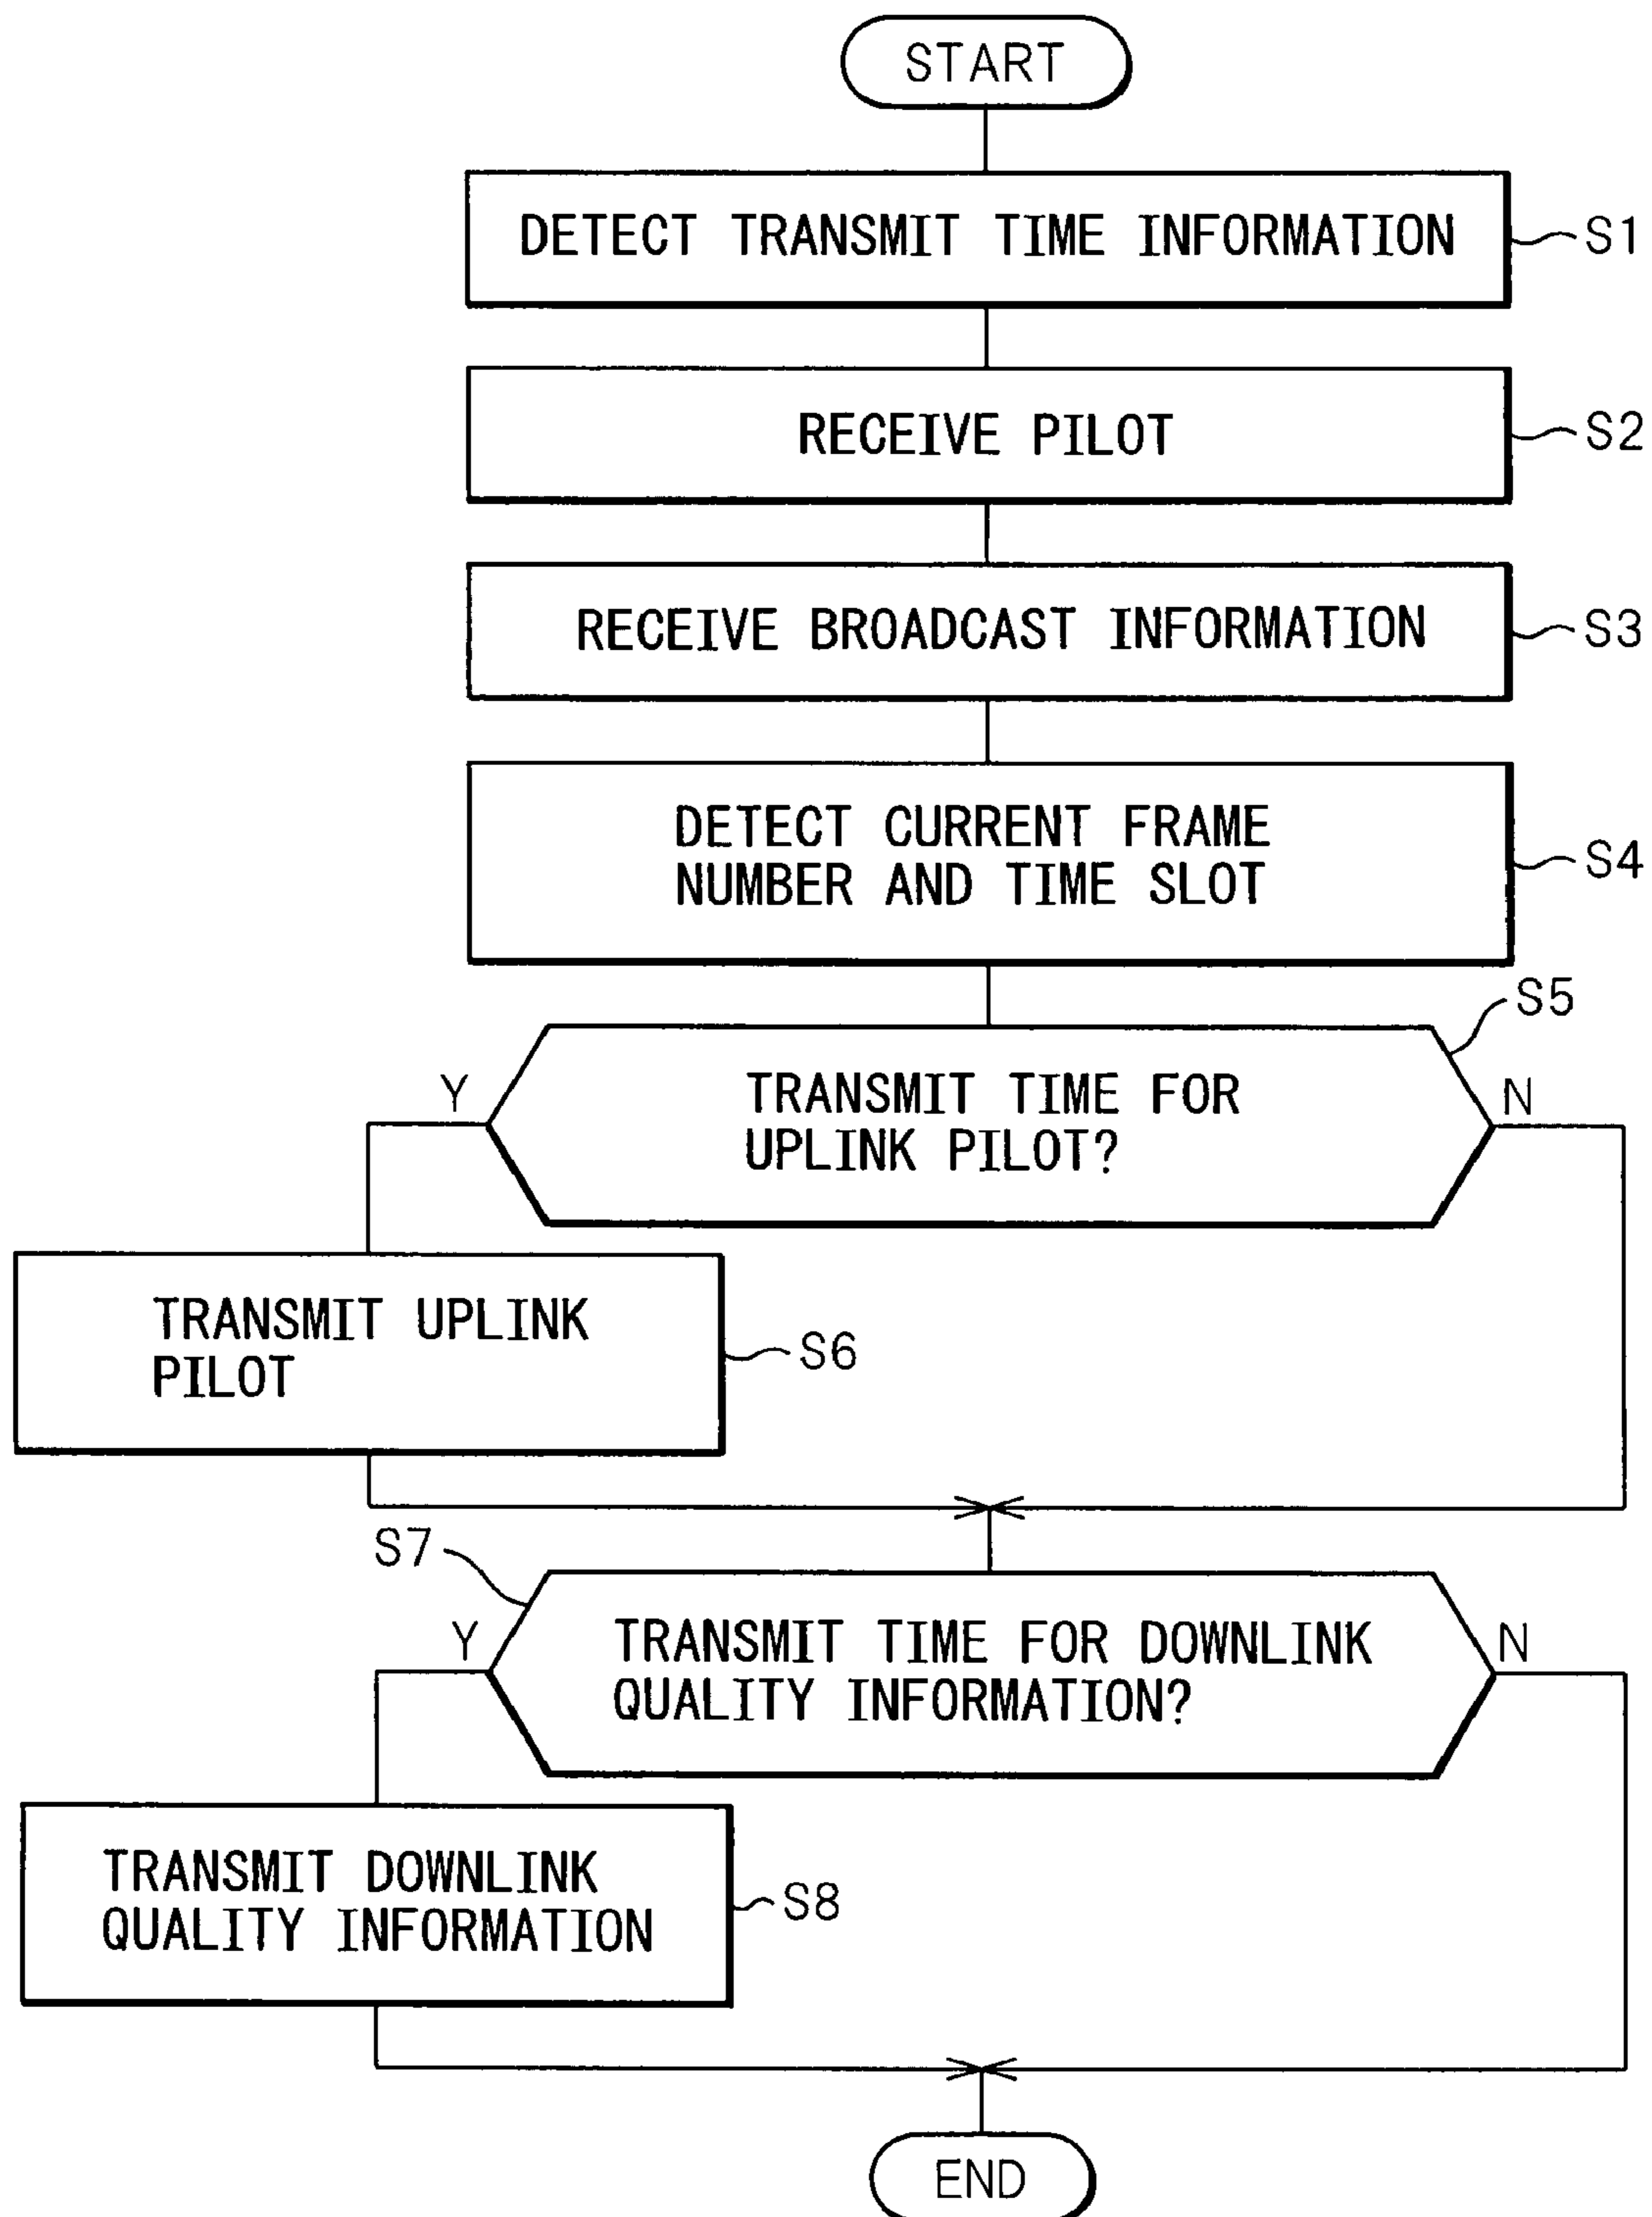 START
DETECT TRANSMIT TIME INFORMATION
S1
RECEIVE PILOT
S2
RECEIVE BROADCAST INFORMATION
S3
DETECT CURRENT FRAME
NUMBER AND TIME SLOT
S4
S5
Y
TRANSMIT TIME FOR
UPLINK PILOT?
N
TRANSMIT UPLINK
PILOT
S6
S7
Y
TRANSMIT TIME FOR DOWNLINK
QUALITY INFORMATION?
N
TRANSMIT DOWNLINK
QUALITY INFORMATION
S8
END